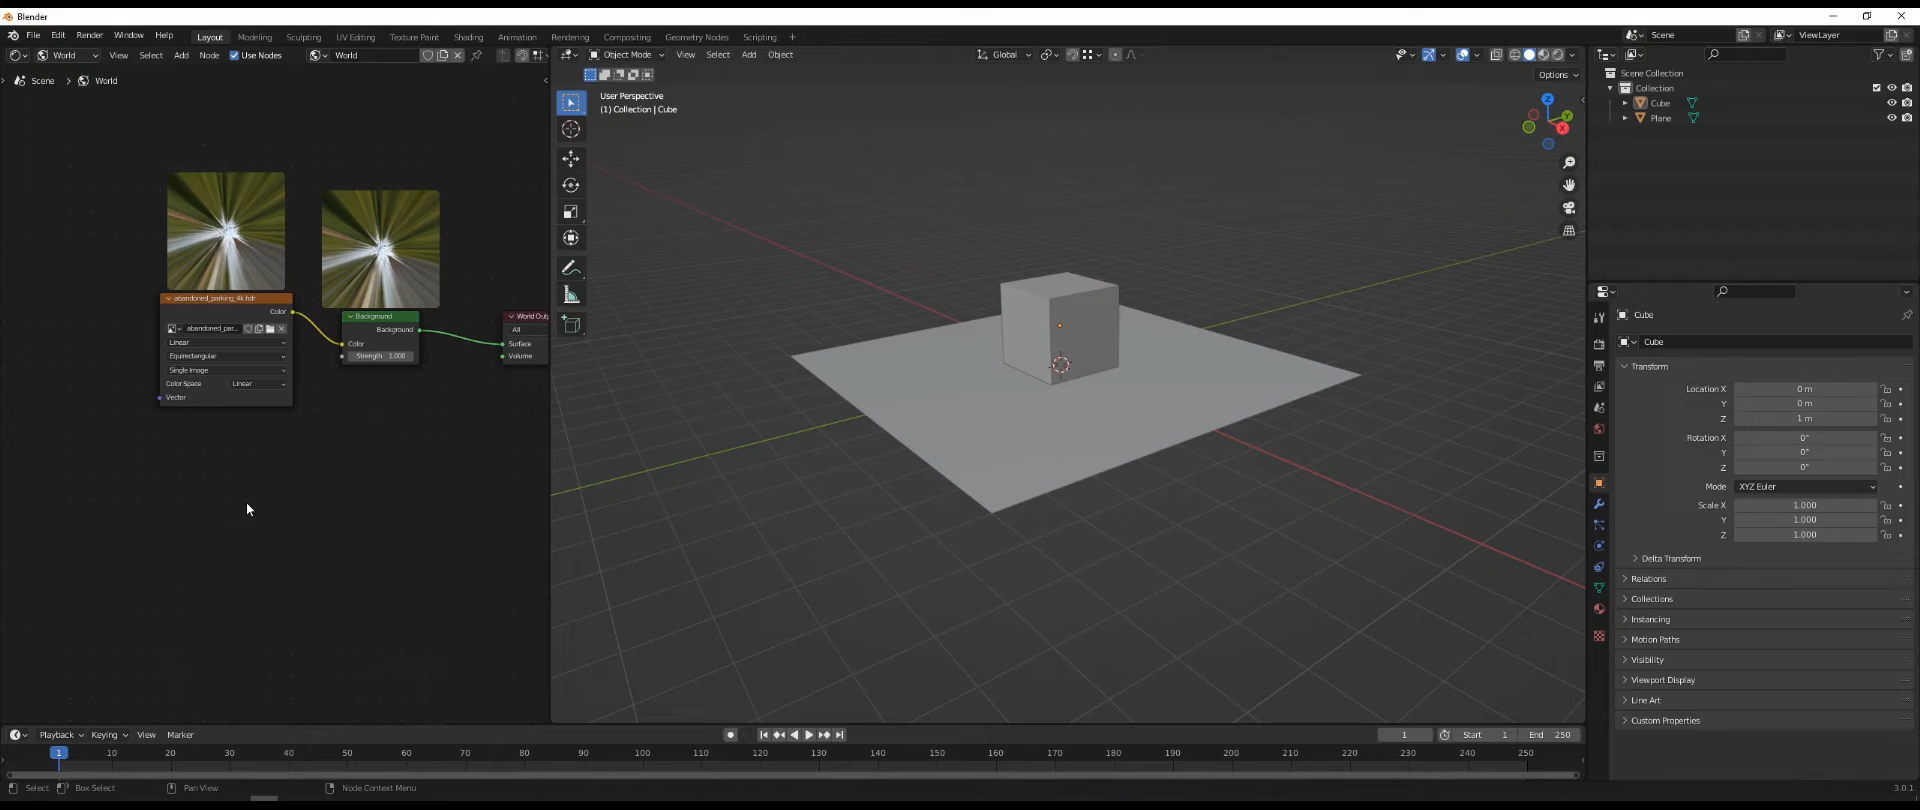 Blender
File Edit Render Window Help Layout Modeling Sculpting UV Editing Texture Paint Shading Animation Rendering Compositing Geometry Nodes Scripting + Scene ViewLayer
World View Select Add Node Use Nodes World Object Mode View Select Add Object Global
Options
Scene > World
User Perspective
(1) Collection | Cube
Z
Y
X
Scene Collection
Collection
Cube
Plane
abandoned_parking_4k.hdr
Color
abandoned_par...
Linear
Equirectangular
Single Image
Color Space Linear
Vector
Background
Background
Color
Strength 1.000
World Outp
All
Surface
Volume
Cube
Cube
Transform
Location X 0 m
Y 0 m
Z 1 m
Rotation X 0°
Y 0°
Z 0°
Mode XYZ Euler
Scale X 1.000
Y 1.000
Z 1.000
Delta Transform
Relations
Collections
Instancing
Motion Paths
Visibility
Viewport Display
Line Art
Custom Properties
Playback Keying View Marker 1 Start 1 End 250
1 10 20 30 40 50 60 70 80 90 100 110 120 130 140 150 160 170 180 190 200 210 220 230 240 250
Select Box Select Pan View Node Context Menu 3.0.1